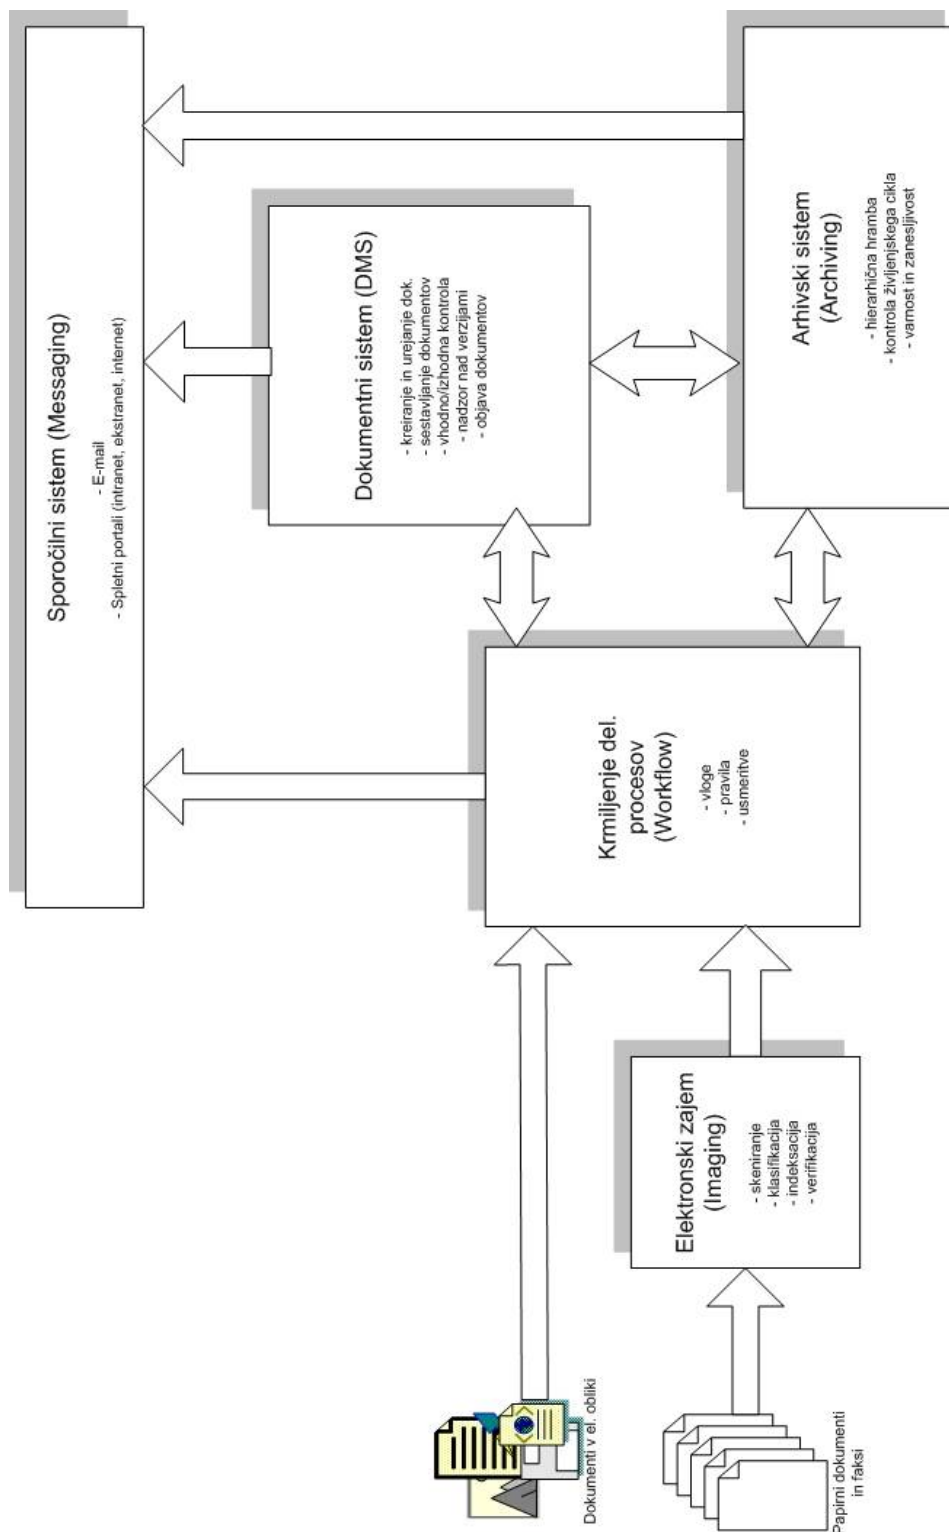 Sporočilni sistem (Messaging)
- E-mail
- Spletni portali (intranet, ekstranet, internet)
Dokumentni sistem (DMS)
- kreiranje in urejanje dok.
- sestavljanje dokumentov
- vhodno/izhodna kontrola
- nadzor nad verzijami
- objava dokumentov
Arhivski sistem
(Archiving)
- hierarhična hramba
- kontrola življenjskega cikla
- varnost in zanesljivost
Krmiljenje del.
procesov
(Workflow)
- vloge
- pravila
- usmeritve
Elektronski zajem
(Imaging)
- skeniranje
- klasifikacija
- indeksacija
- verifikacija
Dokumenti v el. obliki
Papirni dokumenti
in faksi